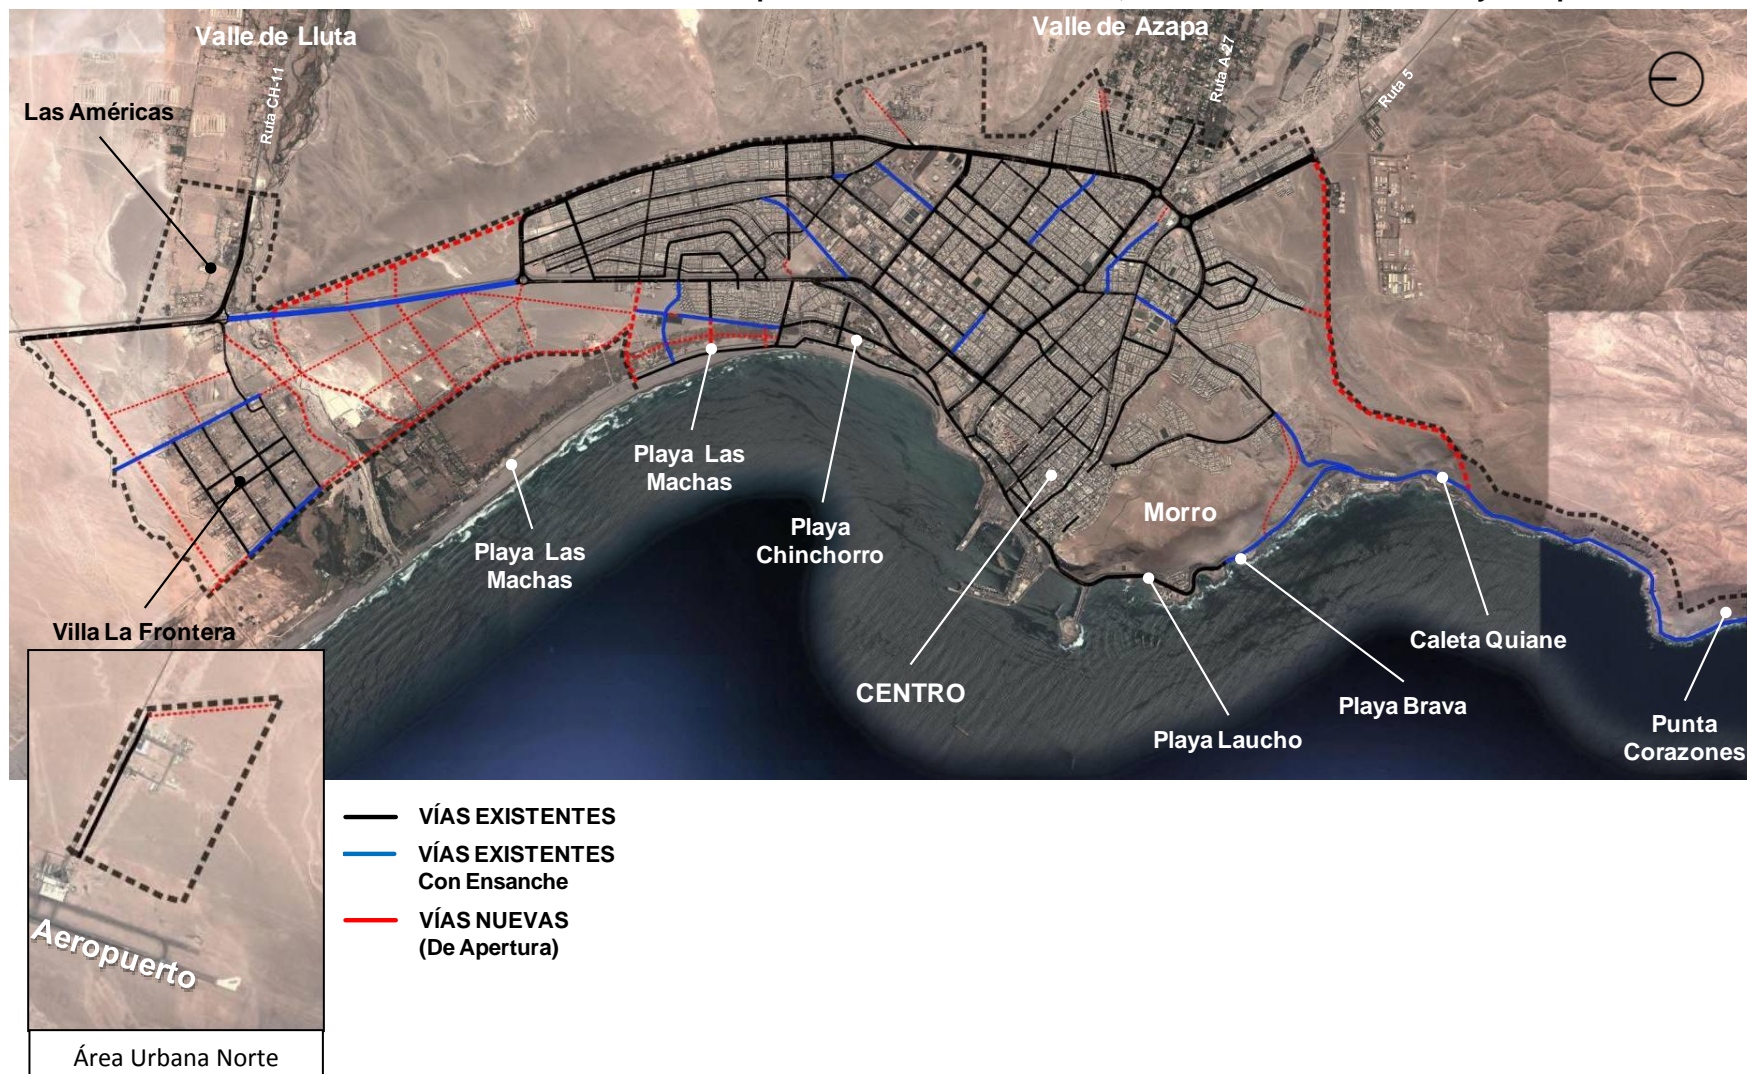 Valle de Lluta
Valle de Azapa
Ruta CH-11
Ruta A-27
Ruta 5
Las Américas
Playa Las
Machas
Playa Las
Machas
Playa
Chinchorro
Morro
CENTRO
Villa La Frontera
Caleta Quiane
Playa Brava
Playa Laucho
Punta
Corazones
Aeropuerto
Área Urbana Norte
VÍAS EXISTENTES
VÍAS EXISTENTES
Con Ensanche
VÍAS NUEVAS
(De Apertura)